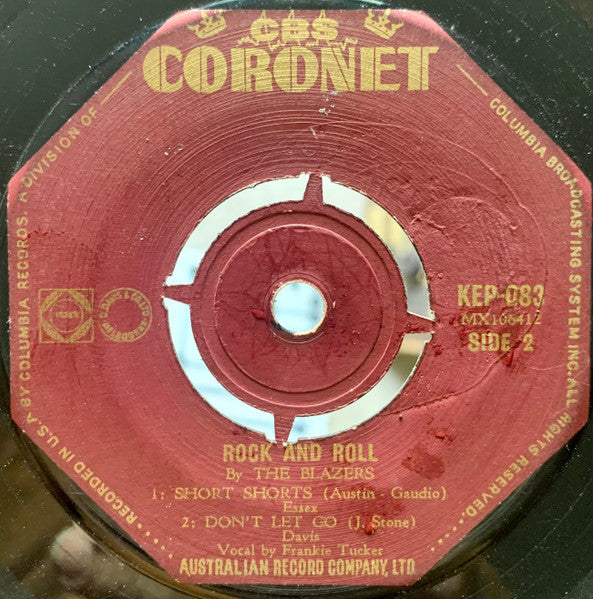 CBS
CORONET
RECORDED IN U.S.A BY COLUMBIA RECORDS. A DIVISION OF
COLUMBIA BROADCASTING SYSTEM INC. ALL RIGHTS RESERVED.....
ESSEX
KEP-083
MX166412
SIDE 2
ROCK AND ROLL
By THE BLAZERS
1: SHORT SHORTS (Austin - Gaudio)
Essex
2: DON'T LET GO (J. Stone)
Davis
Vocal by Frankie Tucker
AUSTRALIAN RECORD COMPANY, LTD